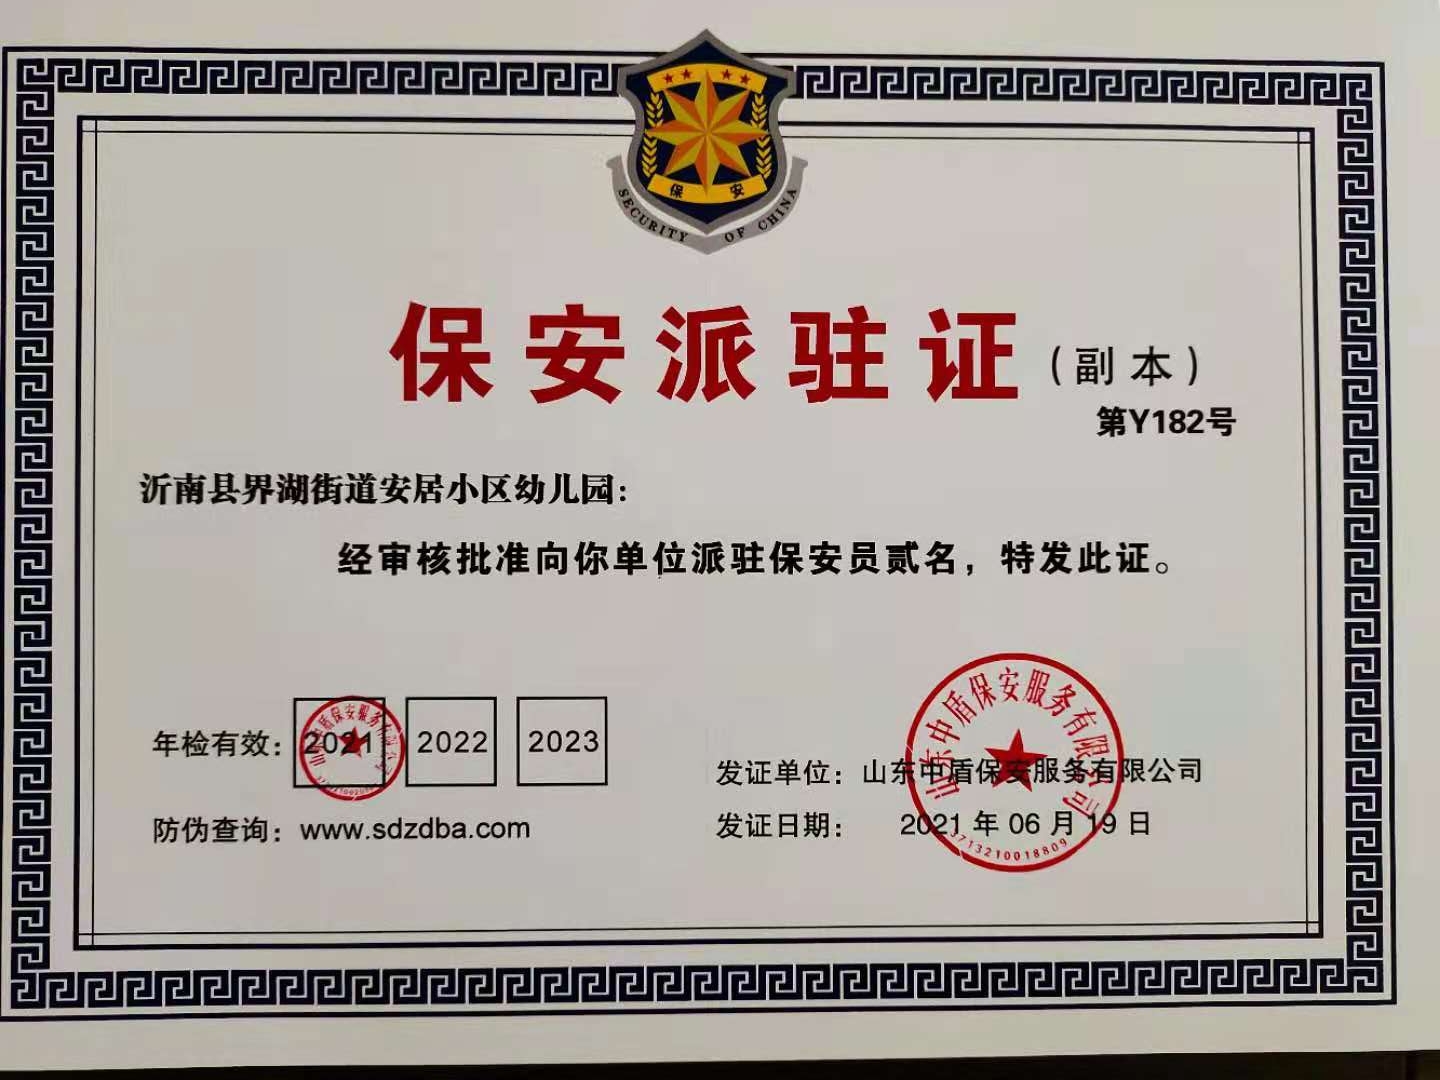 保 安
SECURITY OF CHINA
保安派驻证(副本)
第Y182号
沂南县界湖街道安居小区幼儿园:
经审核批准向你单位派驻保安员贰名，特发此证。
年检有效: 2021 2022 2023
防伪查询: www.sdzdba.com
发证单位: 山东中盾保安服务有限公司
发证日期: 2021 年 06 月 19 日
山东中盾保安服务有限公司
3713210018809